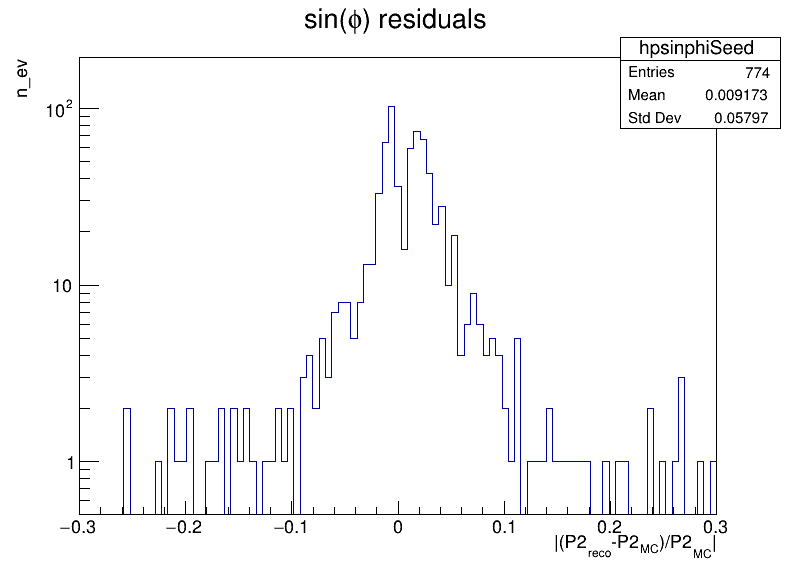 sin(ϕ) residuals
hpsinphiSeed
Entries 774
Mean 0.009173
Std Dev 0.05797
n_ev
10²
10
1
−0.3 −0.2 −0.1 0 0.1 0.2 0.3
|(P2reco-P2MC)/P2MC|